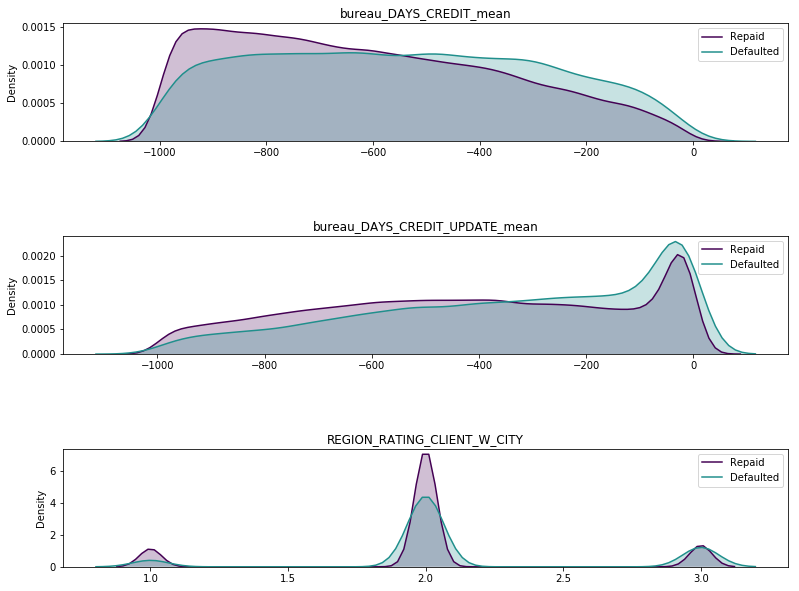 bureau_DAYS_CREDIT_mean
0.0015
0.0010
0.0005
0.0000
Density
Repaid
Defaulted
−1000 −800 −600 −400 −200 0
bureau_DAYS_CREDIT_UPDATE_mean
0.0020
0.0015
0.0010
0.0005
0.0000
Density
Repaid
Defaulted
−1000 −800 −600 −400 −200 0
REGION_RATING_CLIENT_W_CITY
6
4
2
0
Density
Repaid
Defaulted
1.0 1.5 2.0 2.5 3.0